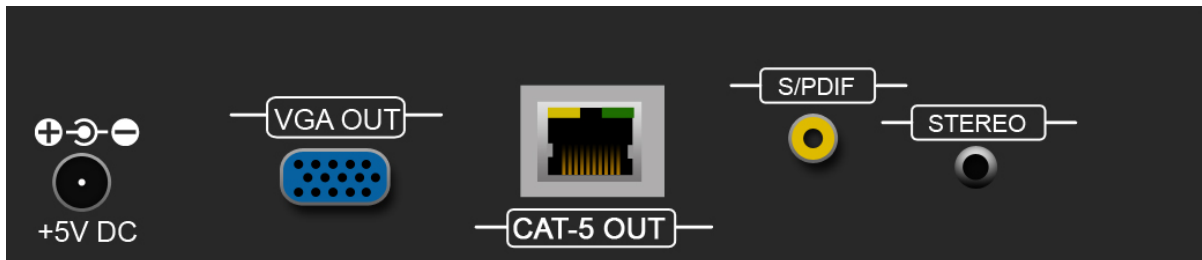 +5V DC
VGA OUT
CAT-5 OUT
S/PDIF
STEREO